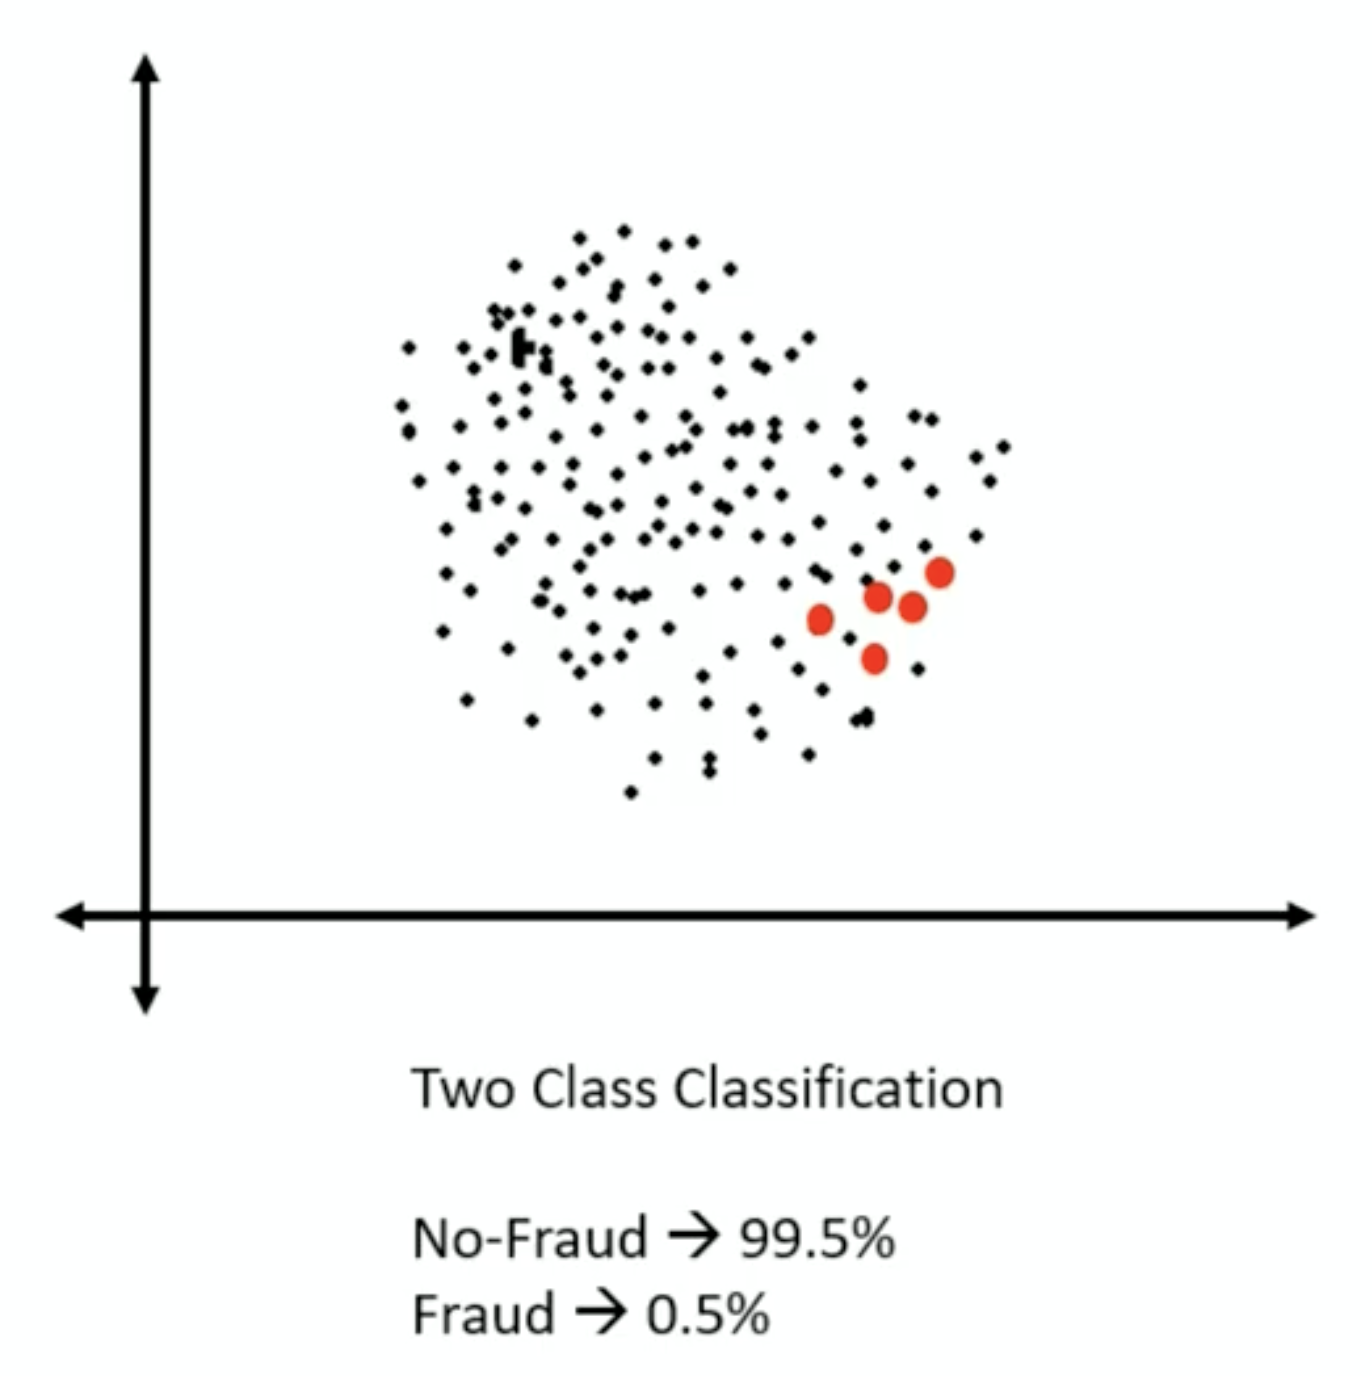 Two Class Classification
No-Fraud → 99.5%
Fraud → 0.5%